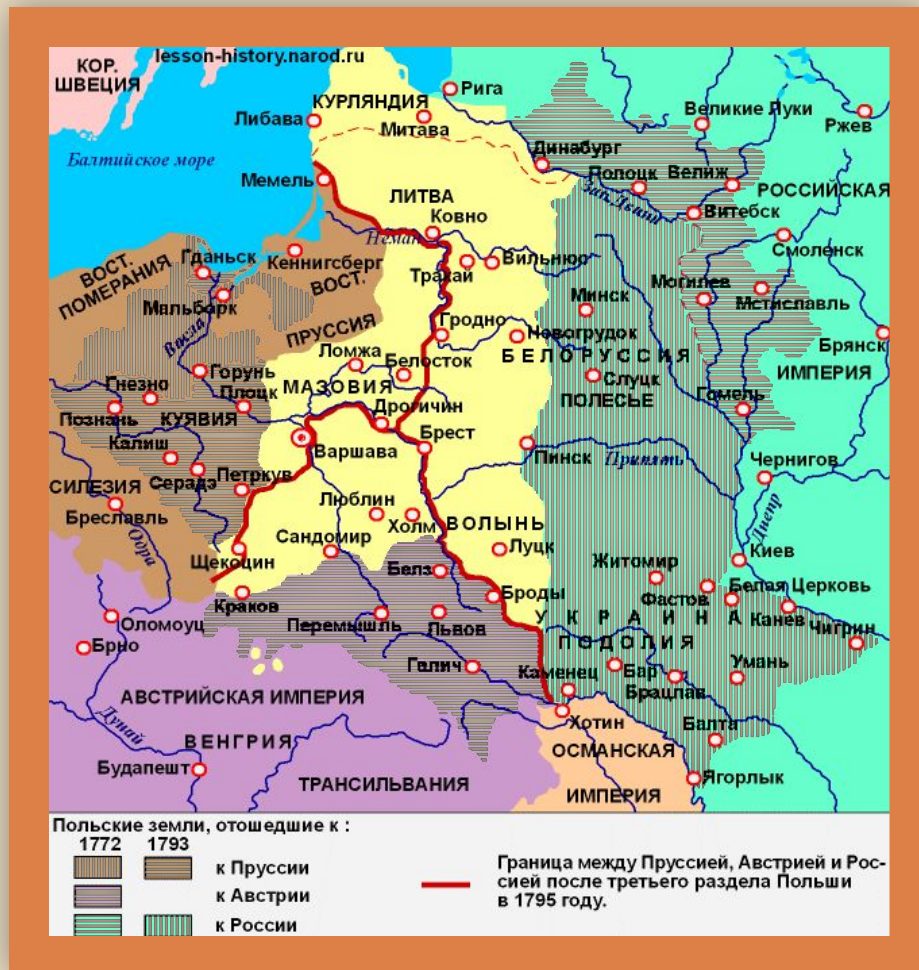 lesson-history.narod.ru
КОР.
ШВЕЦИЯ
Рига
КУРЛЯНДИЯ
Великие Луки
Ржев
Либава
Митава
Балтийское море
Динабург
Полоцк
Велиж
Мемель
ЛИТВА
Зап.Двина
РОССИЙСКАЯ
Ковно
Витебск
Неман
Смоленск
ВОСТ.
ПОМЕРАНИЯ
Гданьск
Кеннигсберг
Вильнюс
Тракай
ВОСТ.
Минск
Могилев
Мстиславль
Мальборк
ПРУССИЯ
Гродно
Новогрудок
Висла
Брянск
Ломжа
Белосток
БЕЛОРУССИЯ
Горунь
Слуцк
ИМПЕРИЯ
Гнезно
Плоцк
МАЗОВИЯ
ПОЛЕСЬЕ
Гомель
Познань
КУЯВИЯ
Дрогичин
Калиш
Варшава
Брест
Пинск
Припять
Чернигов
Серадз
Петркув
СИЛЕЗИЯ
Бреславль
Люблин
Холм
ВОЛЫНЬ
Днепр
Одра
Сандомир
Луцк
Киев
Щекоцин
Белз
Житомир
Краков
Броды
Фастов
Белая Церковь
Оломоуц
Перемышль
Львов
УКРАИНА
Канев
Чигрин
Брно
ПОДОЛИЯ
Галич
Каменец
Бар
Умань
Брацлав
АВСТРИЙСКАЯ ИМПЕРИЯ
Дунай
Хотин
Балта
ВЕНГРИЯ
ОСМАНСКАЯ
Будапешт
Ягорлык
ТРАНСИЛЬВАНИЯ
ИМПЕРИЯ
Польские земли, отошедшие к :
1772 1793
к Пруссии
к Австрии
к России
Граница между Пруссией, Австрией и Рос-
сией после третьего раздела Польши
в 1795 году.